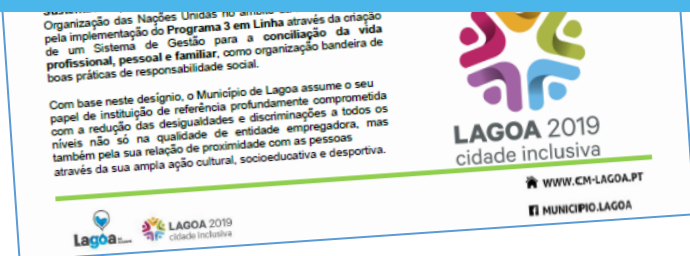 Organização das Nações Unidas no âmbito
pela implementação do Programa 3 em Linha através da criação
de um Sistema de Gestão para a conciliação da vida
profissional, pessoal e familiar, como organização bandeira de
boas práticas de responsabilidade social.
Com base neste desígnio, o Município de Lagoa assume o seu
papel de instituição de referência profundamente comprometida
com a redução das desigualdades e discriminações a todos os
níveis não só na qualidade de entidade empregadora, mas
também pela sua relação de proximidade com as pessoas
através da sua ampla ação cultural, socioeducativa e desportiva.
LAGOA 2019
cidade inclusiva
WWW.CM-LAGOA.PT
MUNICIPIO.LAGOA
Lagoa
LAGOA 2019
cidade inclusiva